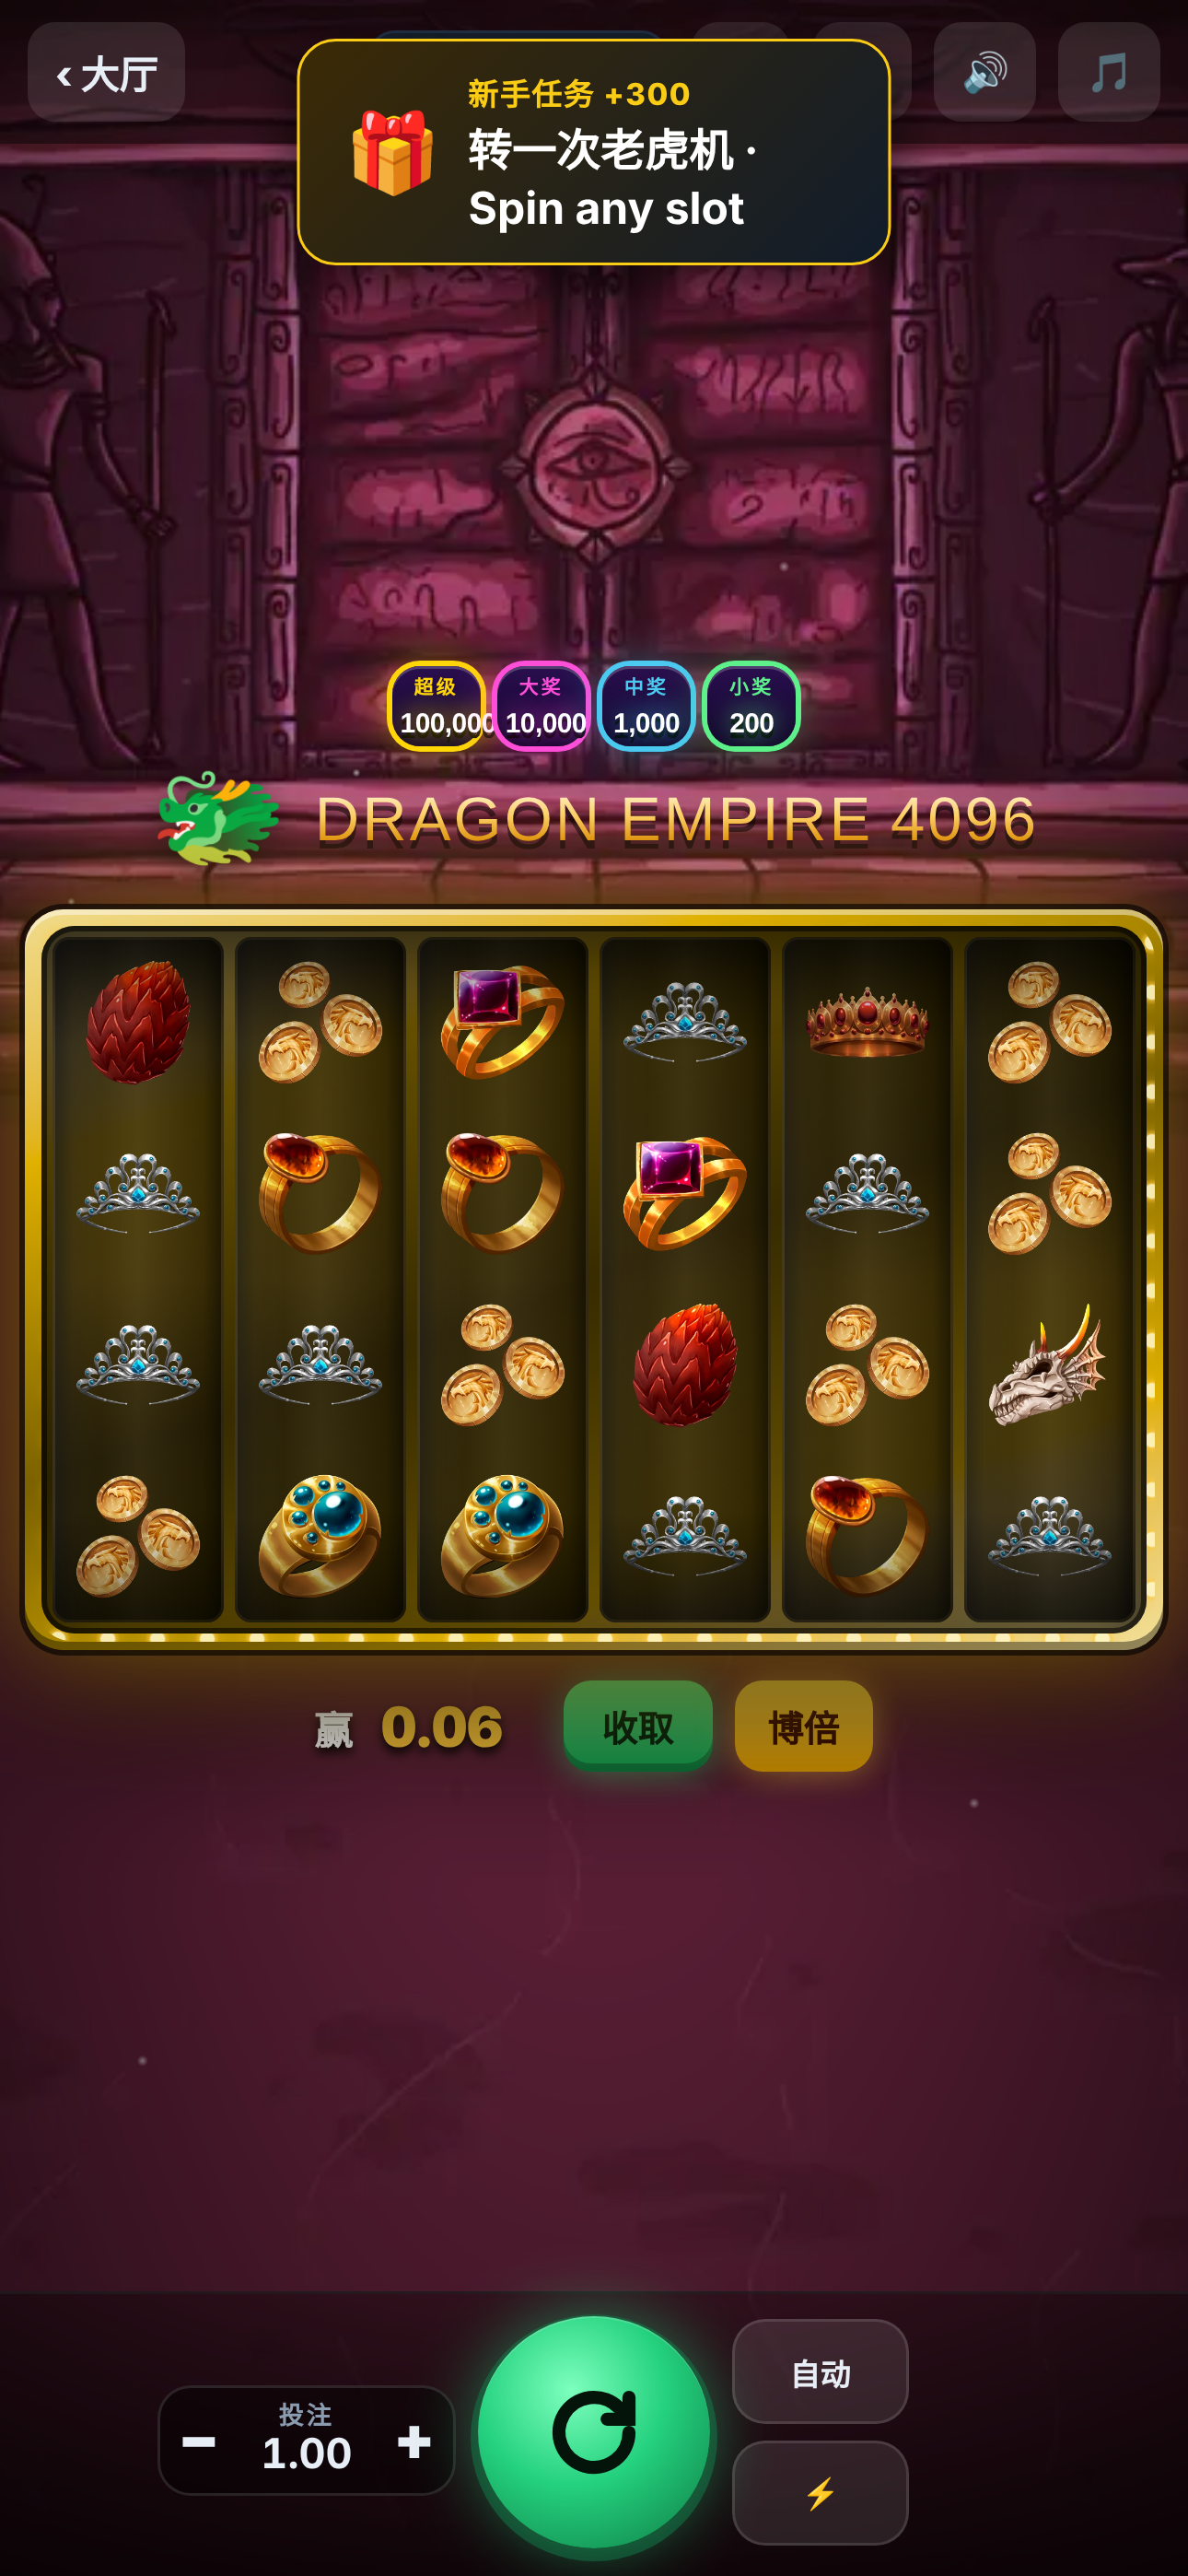 ‹ 大厅
新手任务 +300
转一次老虎机 ·
Spin any slot
超级
100,000
大奖
10,000
中奖
1,000
小奖
200
DRAGON EMPIRE 4096
赢 0.06
收取
博倍
投注
1.00
自动